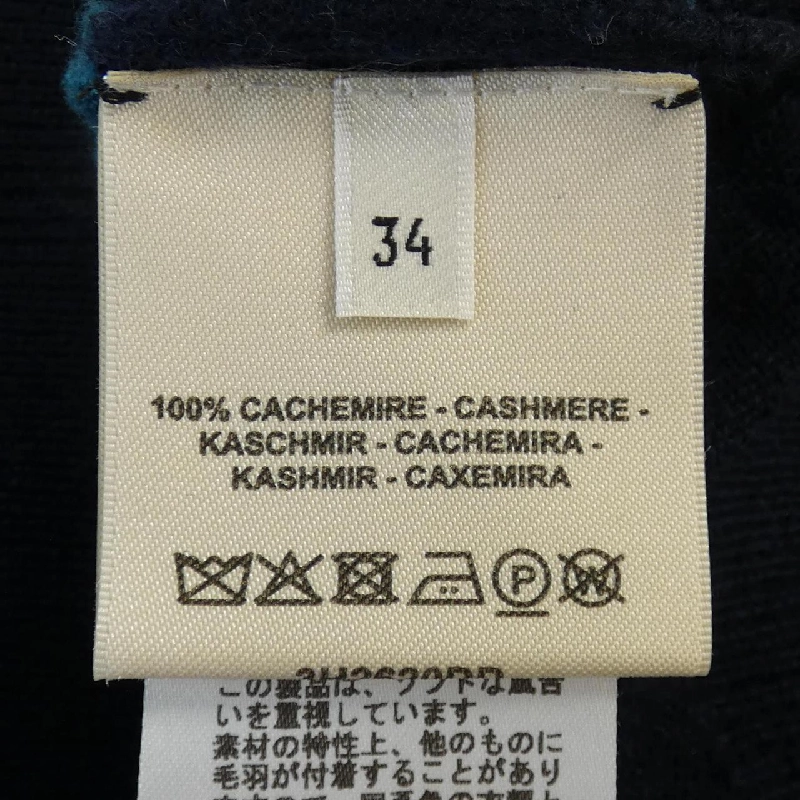 34
100% CACHEMIRE - CASHMERE -
KASCHMIR - CACHEMIRA -
KASHMIR - CAXEMIRA
P
W
この製品は、ソフトな風合
いを重視しています。
素材の特性上、他のものに
毛羽が付着することがあり